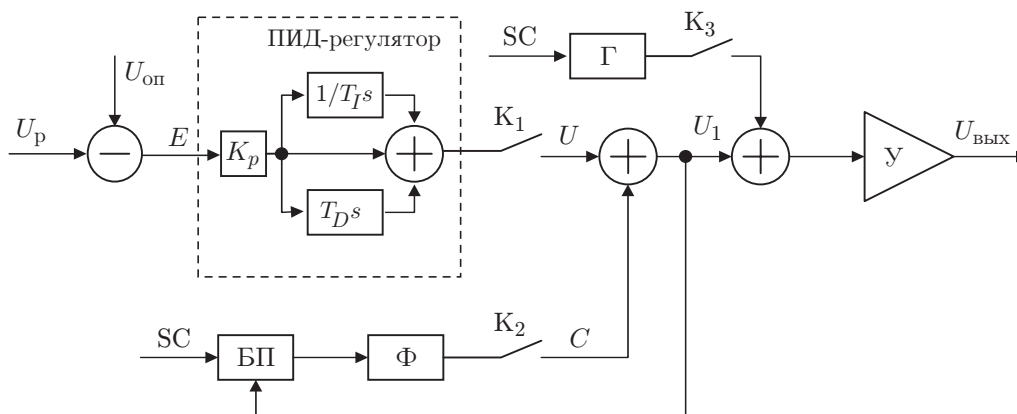 ПИД-регулятор
SC
Г
K₃
U_оп
1/T_I s
K₁
U_р
E
K_p
U
U₁
У
U_вых
T_D s
SC
БП
Ф
K₂
C